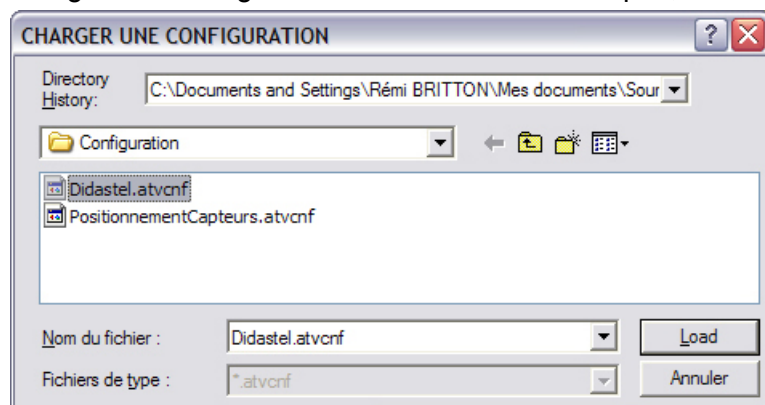 CHARGER UNE CONFIGURATION
Directory
History:
C:\Documents and Settings\Rémi BRITTON\Mes documents\Sour
Configuration
Didastel.atvcnf
PositionnementCapteurs.atvcnf
Nom du fichier :
Didastel.atvcnf
Load
Fichiers de type :
*.atvcnf
Annuler